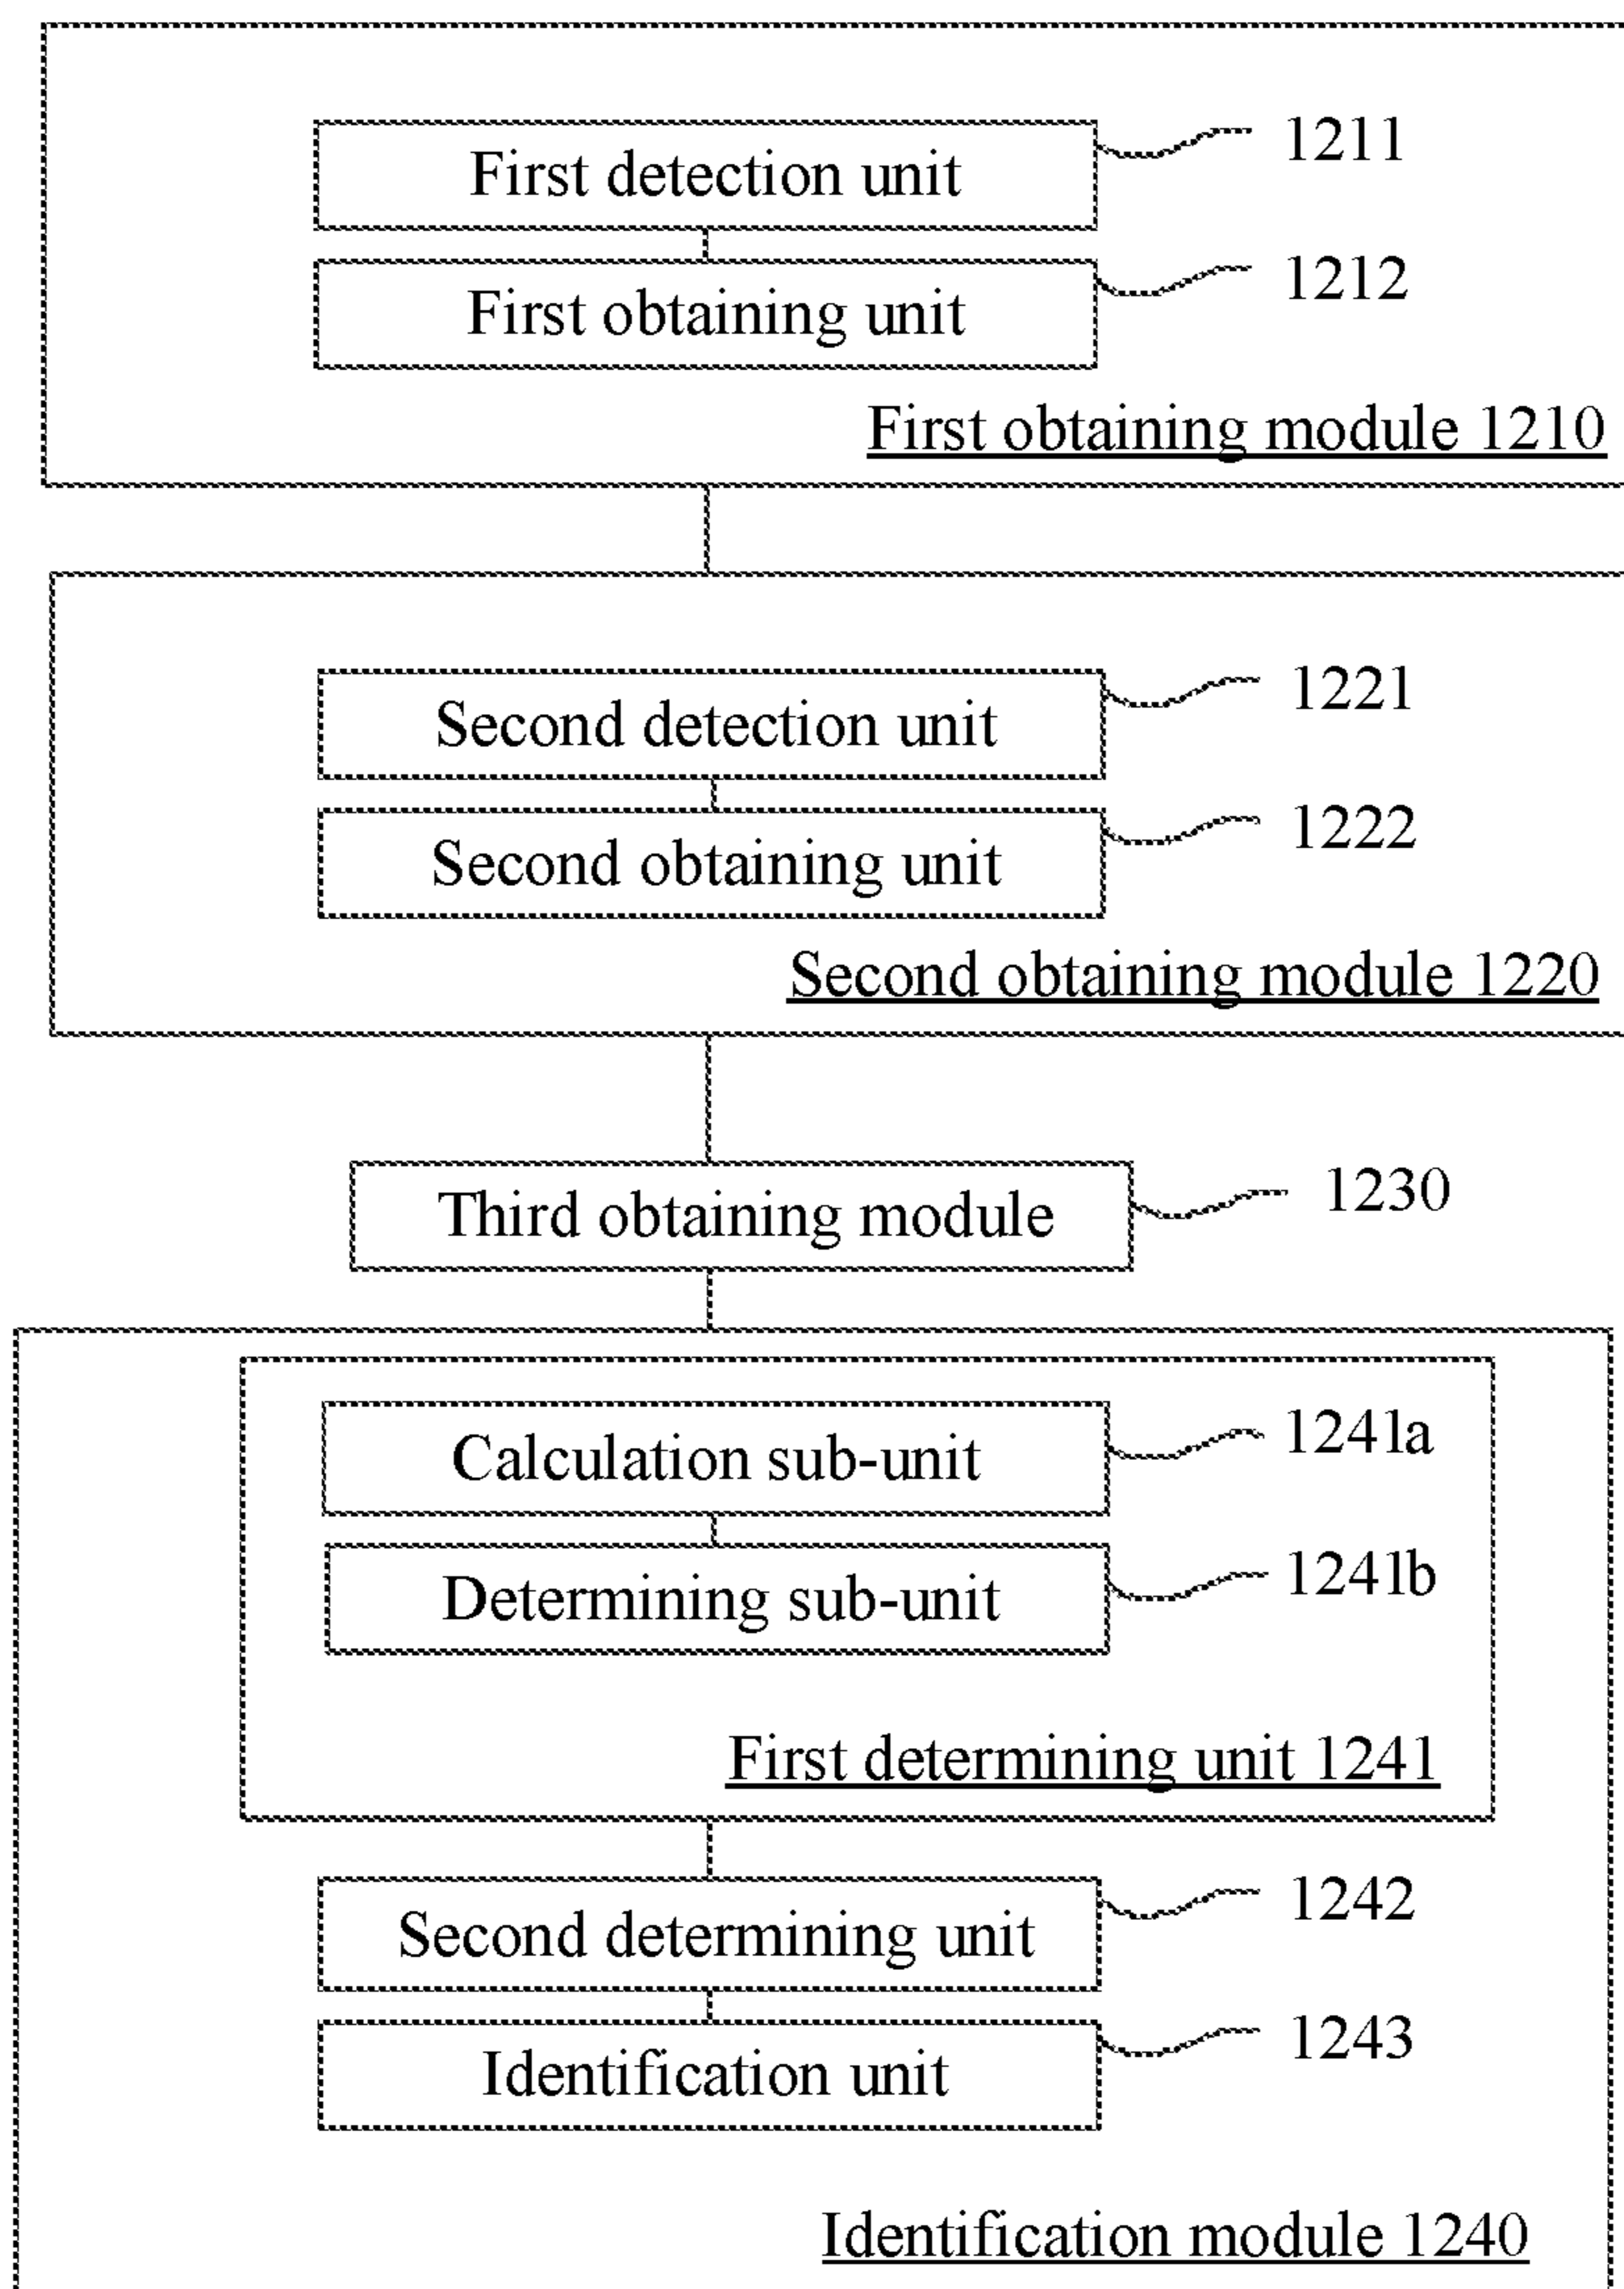 First detection unit 1211
First obtaining unit 1212
First obtaining module 1210
Second detection unit 1221
Second obtaining unit 1222
Second obtaining module 1220
Third obtaining module 1230
Calculation sub-unit 1241a
Determining sub-unit 1241b
First determining unit 1241
Second determining unit 1242
Identification unit 1243
Identification module 1240